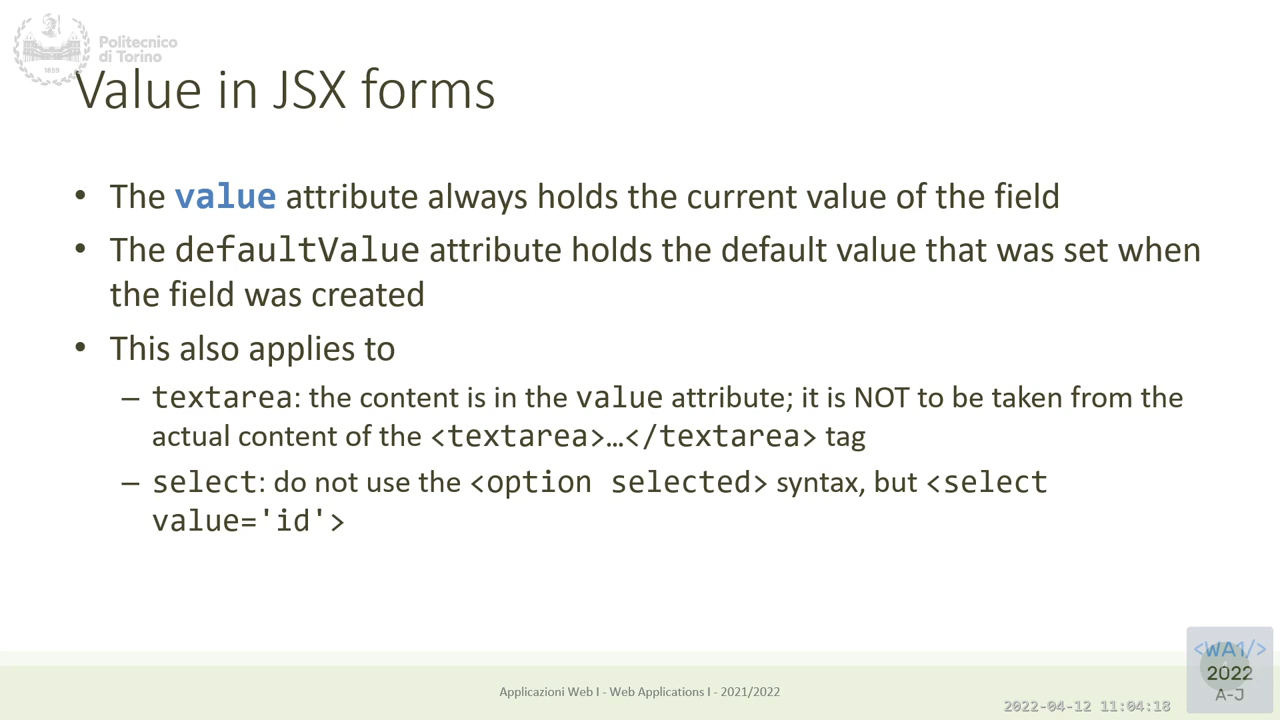 Politecnico
di Torino
1859
Value in JSX forms
• The value attribute always holds the current value of the field
• The defaultValue attribute holds the default value that was set when
the field was created
• This also applies to
– textarea: the content is in the value attribute; it is NOT to be taken from the
actual content of the <textarea>…</textarea> tag
– select: do not use the <option selected> syntax, but <select
value='id'>
Applicazioni Web I - Web Applications I - 2021/2022
2022-04-12 11:04:18
<WA1/>
2022
A-J